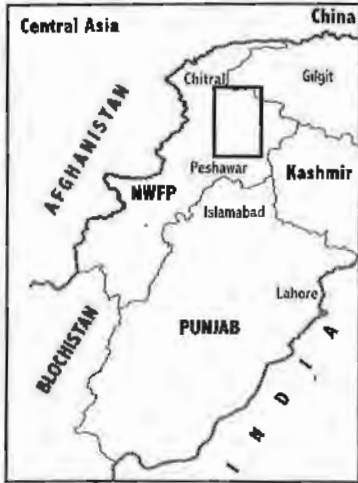 Central Asia
China
Chitral
Gilgit
AFGHANISTAN
Peshawar
Kashmir
NWFP
Islamabad
Lahore
BLOCHISTAN
PUNJAB
INDIA